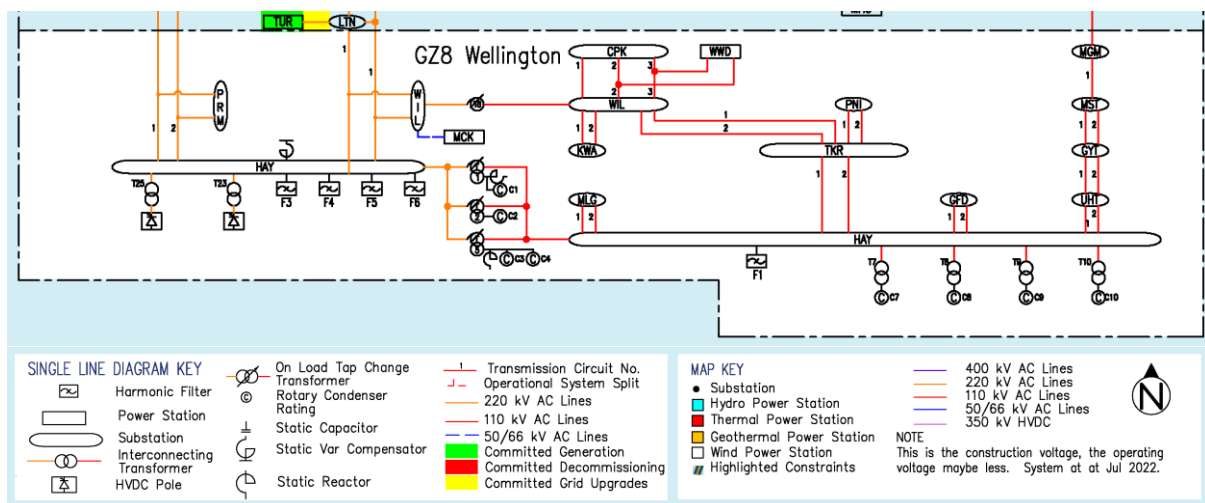 TUR
LTN
GZ8 Wellington
CPK
WWD
MGM
1
1
1
2
3
1
PRM
WIL
2
3
WIL
PNI
MST
1
2
MCK
1
2
1
2
1
2
1
2
KWA
TKR
GYT
HAY
T25
T23
F3
F4
F5
F6
1
C1
2
C2
5
C3
C4
1
2
MLG
1
2
GFD
1
2
UHT
1
2
1
2
HAY
F1
T7
T8
T9
T10
C7
C8
C9
C10
SINGLE LINE DIAGRAM KEY
Harmonic Filter
Power Station
Substation
Interconnecting
Transformer
HVDC Pole
On Load Tap Change
Transformer
Rotary Condenser
Rating
Static Capacitor
Static Var Compensator
Static Reactor
1 Transmission Circuit No.
Operational System Split
220 kV AC Lines
110 kV AC Lines
50/66 kV AC Lines
Committed Generation
Committed Decommissioning
Committed Grid Upgrades
MAP KEY
Substation
Hydro Power Station
Thermal Power Station
Geothermal Power Station
Wind Power Station
Highlighted Constraints
400 kV AC Lines
220 kV AC Lines
110 kV AC Lines
50/66 kV AC Lines
350 kV HVDC
N
NOTE
This is the construction voltage, the operating
voltage maybe less. System at at Jul 2022.